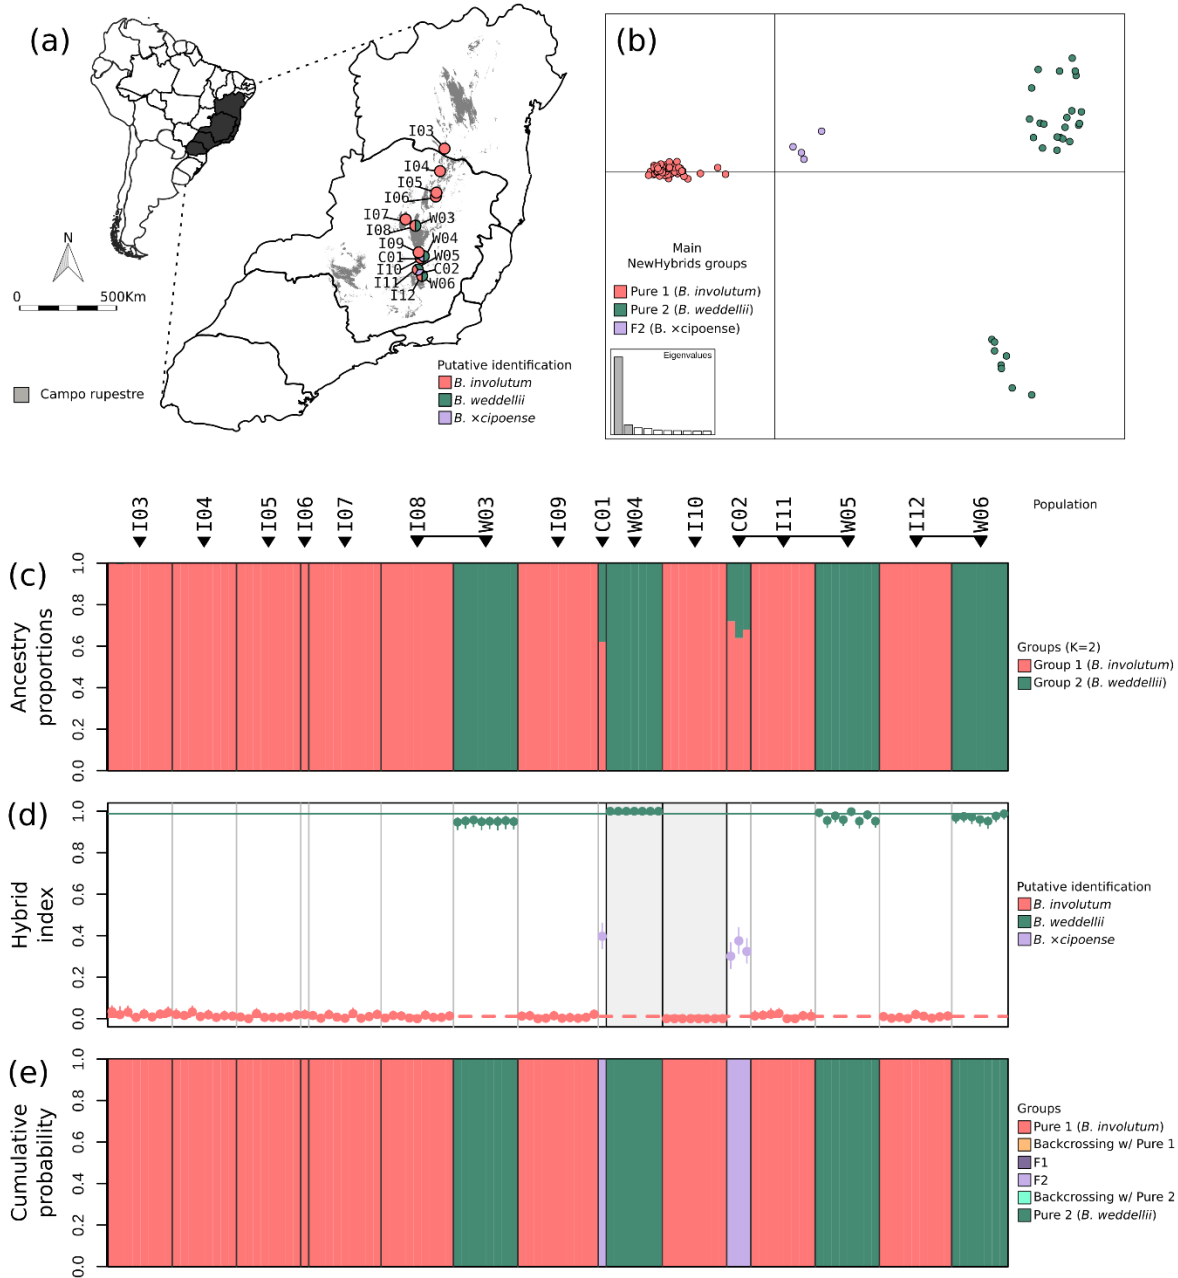 (a)
I03
I04
I05
I06
I07
W03
I08
I09
W04
C01
W05
I10
C02
I11
W06
I12
N
0
500Km
Campo rupestre
Putative identification
B. involutum
B. weddellii
B. ×cipoense
(b)
Main
NewHybrids groups
Pure 1 (B. involutum)
Pure 2 (B. weddellii)
F2 (B. ×cipoense)
Eigenvalues
I03
I04
I05
I06
I07
I08
W03
I09
C01
W04
I10
C02
I11
W05
I12
W06
Population
(c)
Ancestry
proportions
1.0
0.8
0.6
0.4
0.2
0.0
Groups (K=2)
Group 1 (B. involutum)
Group 2 (B. weddellii)
(d)
Hybrid
index
1.0
0.8
0.6
0.4
0.2
0.0
Putative identification
B. involutum
B. weddellii
B. ×cipoense
(e)
Cumulative
probability
1.0
0.8
0.6
0.4
0.2
0.0
Groups
Pure 1 (B. involutum)
Backcrossing w/ Pure 1
F1
F2
Backcrossing w/ Pure 2
Pure 2 (B. weddellii)